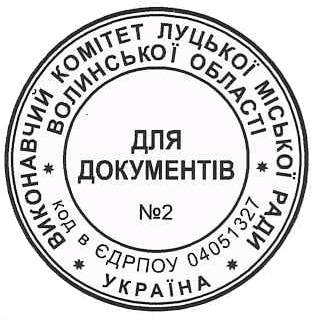 ВИКОНАВЧИЙ КОМІТЕТ ЛУЦЬКОЇ МІСЬКОЇ РАДИ
* УКРАЇНА *
ВОЛИНСЬКОЇ ОБЛАСТІ
* код в ЄДРПОУ 04051327 *
ДЛЯ
ДОКУМЕНТІВ
№2